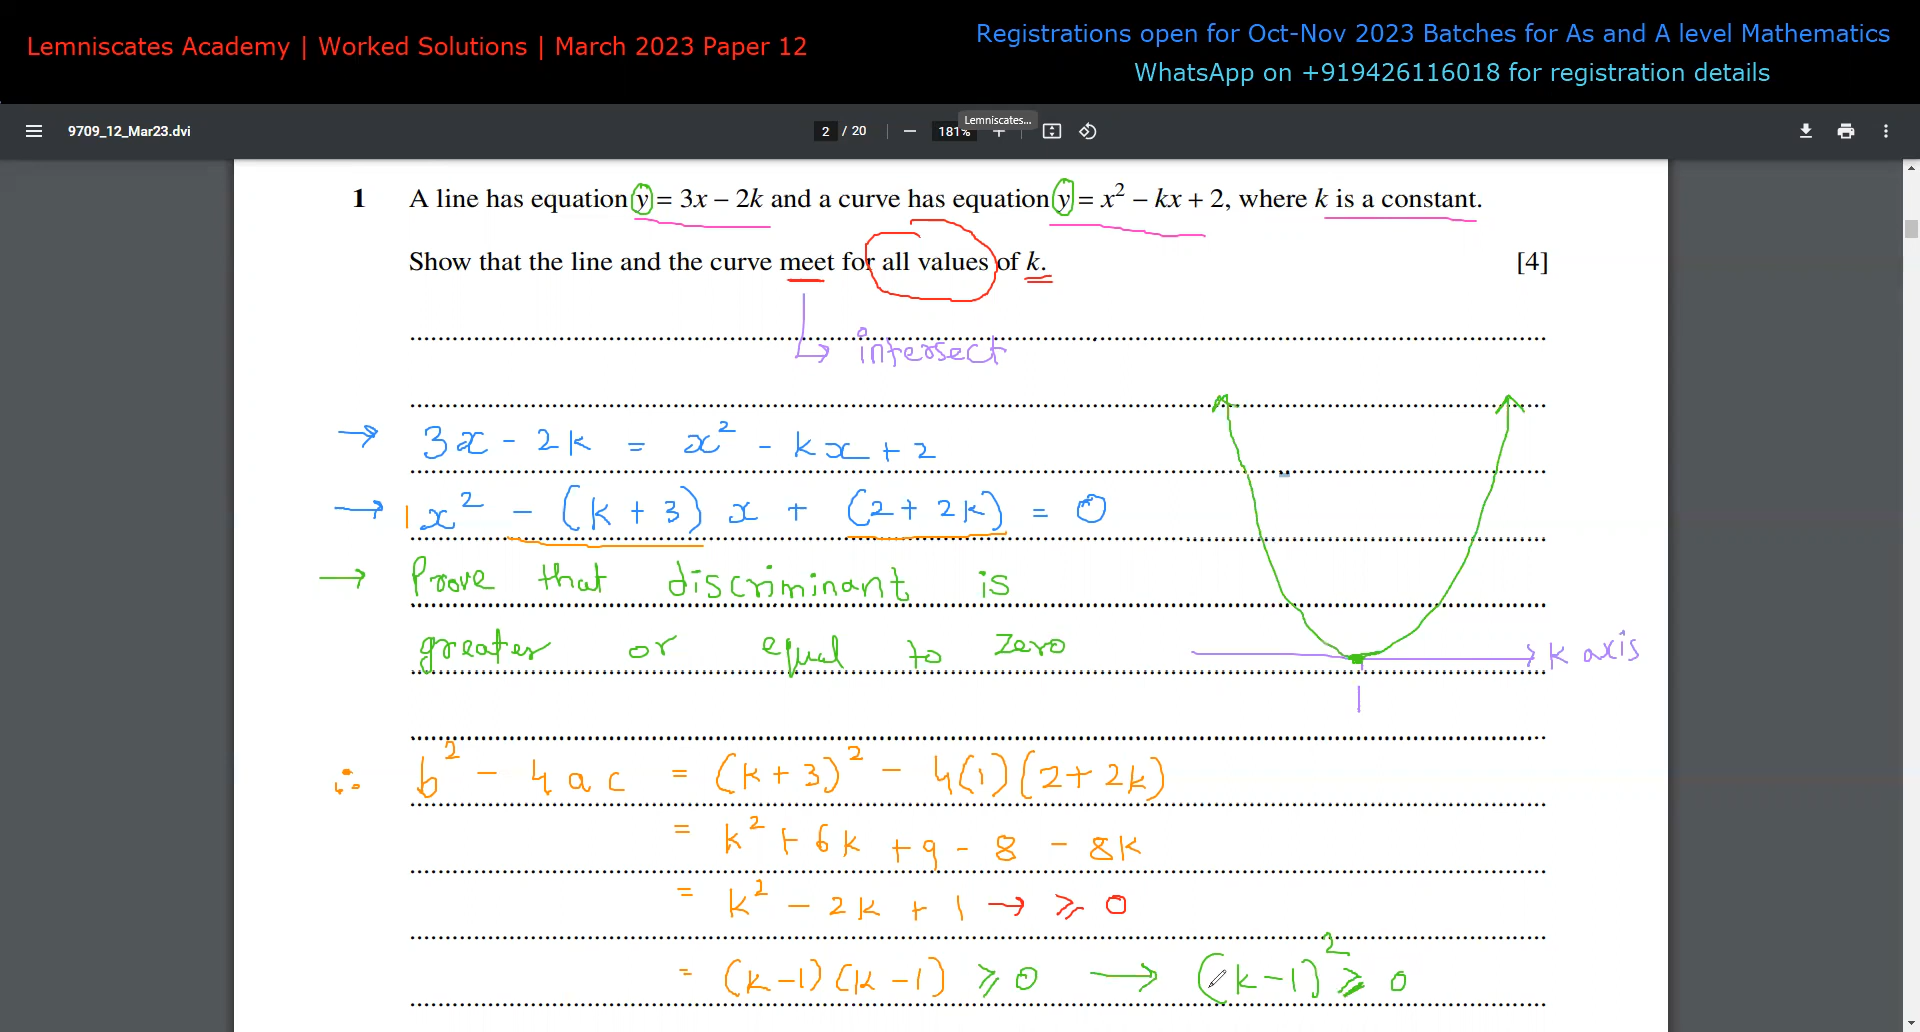 Lemniscates Academy | Worked Solutions | March 2023 Paper 12
Registrations open for Oct-Nov 2023 Batches for As and A level Mathematics
WhatsApp on +919426116018 for registration details
9709_12_Mar23.dvi
2 / 20
181%
Lemniscates...
1 A line has equation y = 3x − 2k and a curve has equation y = x² − kx + 2, where k is a constant.
Show that the line and the curve meet for all values of k. [4]
↳ intersect
→ 3x - 2k = x² - kx + 2
→ 1x² - (k + 3) x + (2 + 2k) = 0
→ Prove that discriminant is
greater or equal to zero
k axis
1
∴ b² - 4ac = (k + 3)² - 4(1)(2 + 2k)
= k² + 6k + 9 - 8 - 8k
= k² - 2k + 1 → ≥ 0
= (k - 1)(k - 1) ≥ 0 → (k - 1)² ≥ 0